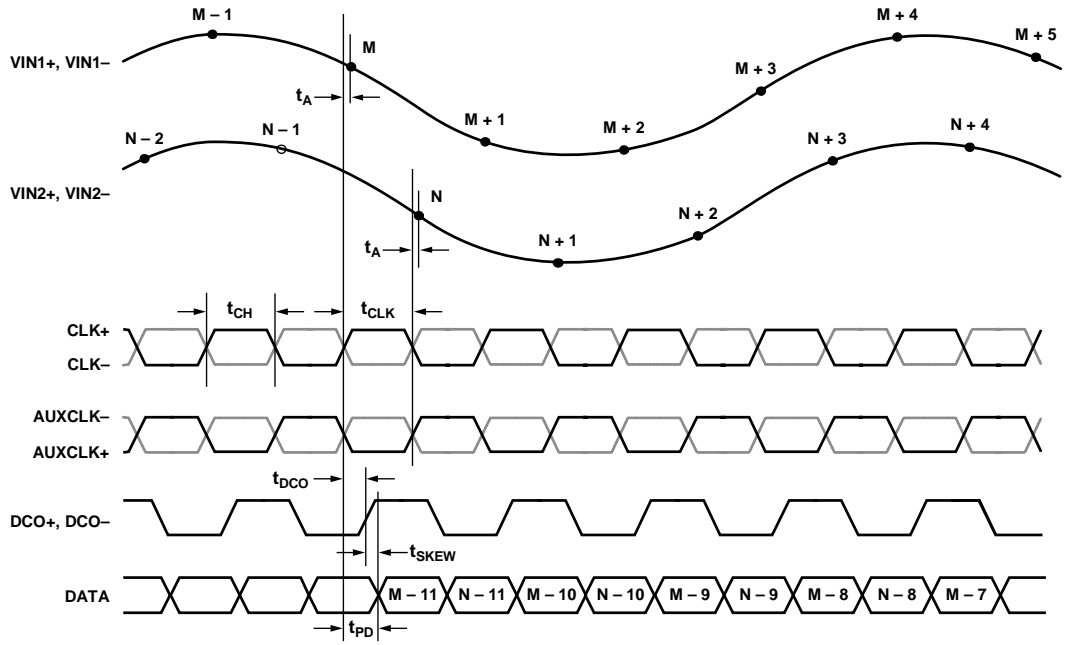 M – 1
M
M + 1
M + 2
M + 3
M + 4
M + 5
VIN1+, VIN1–
tA
N – 2
N – 1
N
N + 1
N + 2
N + 3
N + 4
VIN2+, VIN2–
tA
tCH
tCLK
CLK+
CLK–
AUXCLK–
AUXCLK+
tDCO
DCO+, DCO–
tSKEW
DATA
M – 11
N – 11
M – 10
N – 10
M – 9
N – 9
M – 8
N – 8
M – 7
tPD